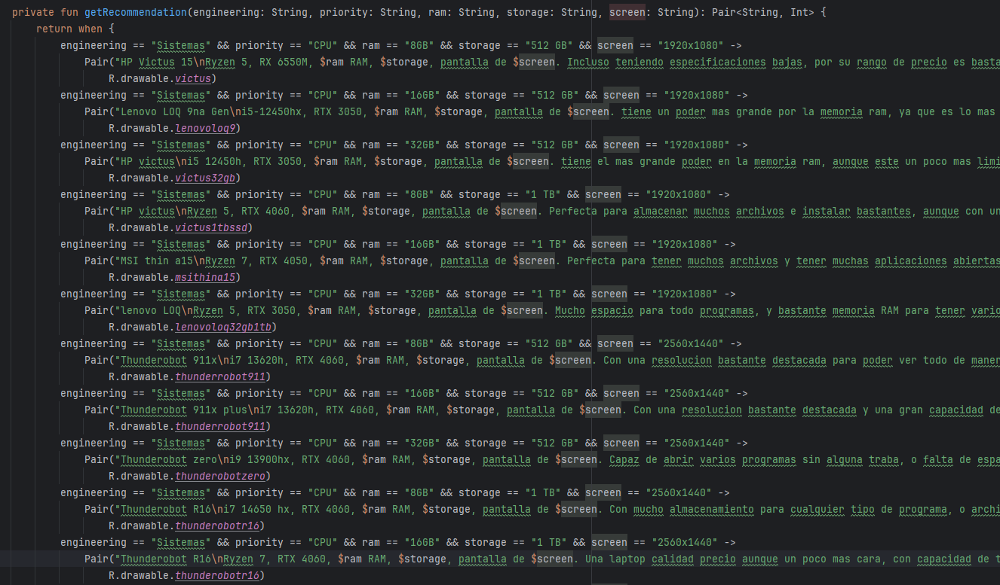 private fun getRecommendation(engineering: String, priority: String, ram: String, storage: String, screen: String): Pair<String, Int> {
return when {
engineering == "Sistemas" && priority == "CPU" && ram == "8GB" && storage == "512 GB" && screen == "1920x1080" ->
Pair("HP Victus 15\nRyzen 5, RX 6550M, $ram RAM, $storage, pantalla de $screen. Incluso teniendo especificaciones bajas, por su rango de precio es basta
R.drawable.victus)
engineering == "Sistemas" && priority == "CPU" && ram == "16GB" && storage == "512 GB" && screen == "1920x1080" ->
Pair("Lenovo LOQ 9na Gen\ni5-12450hx, RTX 3050, $ram RAM, $storage, pantalla de $screen. tiene un poder mas grande por la memoria ram, ya que es lo mas
R.drawable.lenovoloq9)
engineering == "Sistemas" && priority == "CPU" && ram == "32GB" && storage == "512 GB" && screen == "1920x1080" ->
Pair("HP victus\ni5 12450h, RTX 3050, $ram RAM, $storage, pantalla de $screen. tiene el mas grande poder en la memoria ram, aunque este un poco mas limi
R.drawable.victus32gb)
engineering == "Sistemas" && priority == "CPU" && ram == "8GB" && storage == "1 TB" && screen == "1920x1080" ->
Pair("HP victus\nRyzen 5, RTX 4060, $ram RAM, $storage, pantalla de $screen. Perfecta para almacenar muchos archivos e instalar bastantes, aunque con un
R.drawable.victus1tbssd)
engineering == "Sistemas" && priority == "CPU" && ram == "16GB" && storage == "1 TB" && screen == "1920x1080" ->
Pair("MSI thin a15\nRyzen 7, RTX 4050, $ram RAM, $storage, pantalla de $screen. Perfecta para tener muchos archivos y tener muchas aplicaciones abiertas
R.drawable.msithina15)
engineering == "Sistemas" && priority == "CPU" && ram == "32GB" && storage == "1 TB" && screen == "1920x1080" ->
Pair("lenovo LOQ\nRyzen 5, RTX 3050, $ram RAM, $storage, pantalla de $screen. Mucho espacio para todo programas, y bastante memoria RAM para tener vario
R.drawable.lenovoloq32gb1tb)
engineering == "Sistemas" && priority == "CPU" && ram == "8GB" && storage == "512 GB" && screen == "2560x1440" ->
Pair("Thunderobot 911x\ni7 13620h, RTX 4060, $ram RAM, $storage, pantalla de $screen. Con una resolucion bastante destacada para poder ver todo de maner
R.drawable.thunderrobot911)
engineering == "Sistemas" && priority == "CPU" && ram == "16GB" && storage == "512 GB" && screen == "2560x1440" ->
Pair("Thunderobot 911x plus\ni7 13620h, RTX 4060, $ram RAM, $storage, pantalla de $screen. Con una resolucion bastante destacada y una gran capacidad de
R.drawable.thunderrobot911)
engineering == "Sistemas" && priority == "CPU" && ram == "32GB" && storage == "512 GB" && screen == "2560x1440" ->
Pair("Thunderobot zero\ni9 13900hx, RTX 4060, $ram RAM, $storage, pantalla de $screen. Capaz de abrir varios programas sin alguna traba, o falta de espa
R.drawable.thunderobotzero)
engineering == "Sistemas" && priority == "CPU" && ram == "8GB" && storage == "1 TB" && screen == "2560x1440" ->
Pair("Thunderobot R16\ni7 14650 hx, RTX 4060, $ram RAM, $storage, pantalla de $screen. Con mucho almacenamiento para cualquier tipo de programa, o archi
R.drawable.thunderobotr16)
engineering == "Sistemas" && priority == "CPU" && ram == "16GB" && storage == "1 TB" && screen == "2560x1440" ->
Pair("Thunderobot R16\nRyzen 7, RTX 4060, $ram RAM, $storage, pantalla de $screen. Una laptop calidad precio aunque un poco mas cara, con capacidad de t
R.drawable.thunderobotr16)